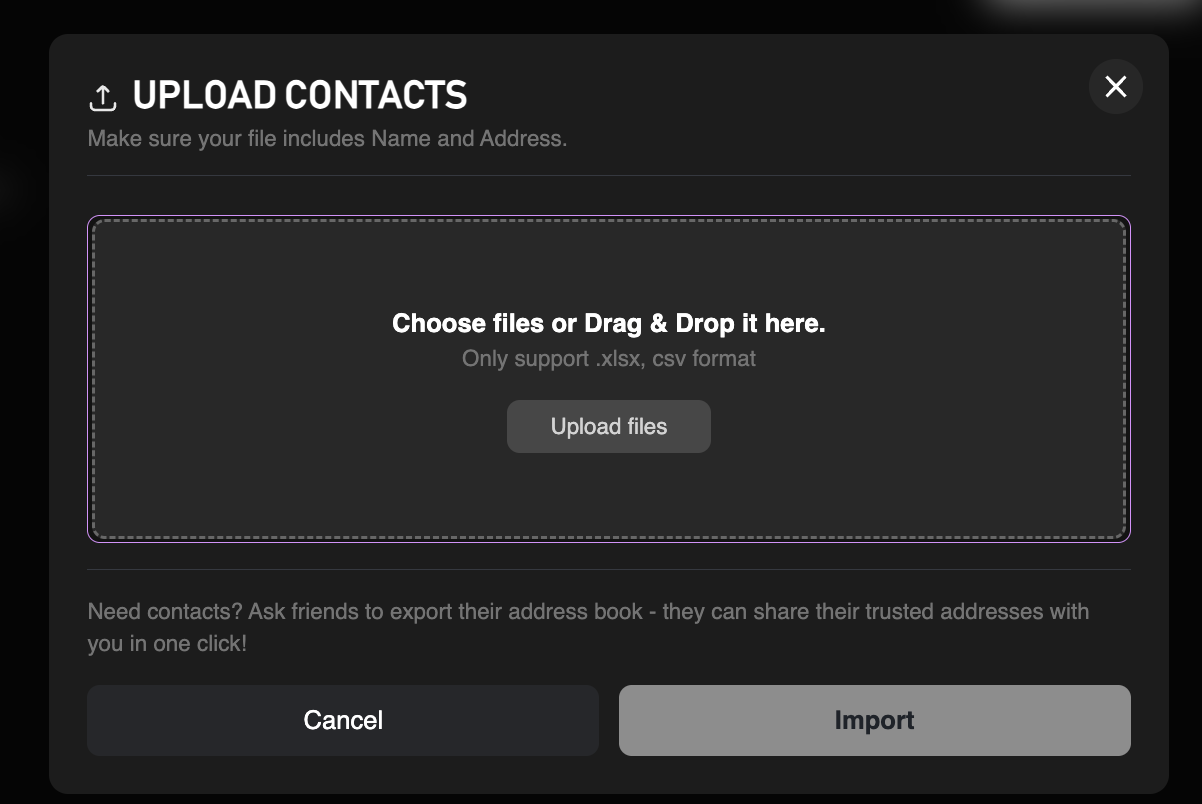 UPLOAD CONTACTS
Make sure your file includes Name and Address.
Choose files or Drag & Drop it here.
Only support .xlsx, csv format
Upload files
Need contacts? Ask friends to export their address book - they can share their trusted addresses with
you in one click!
Cancel
Import